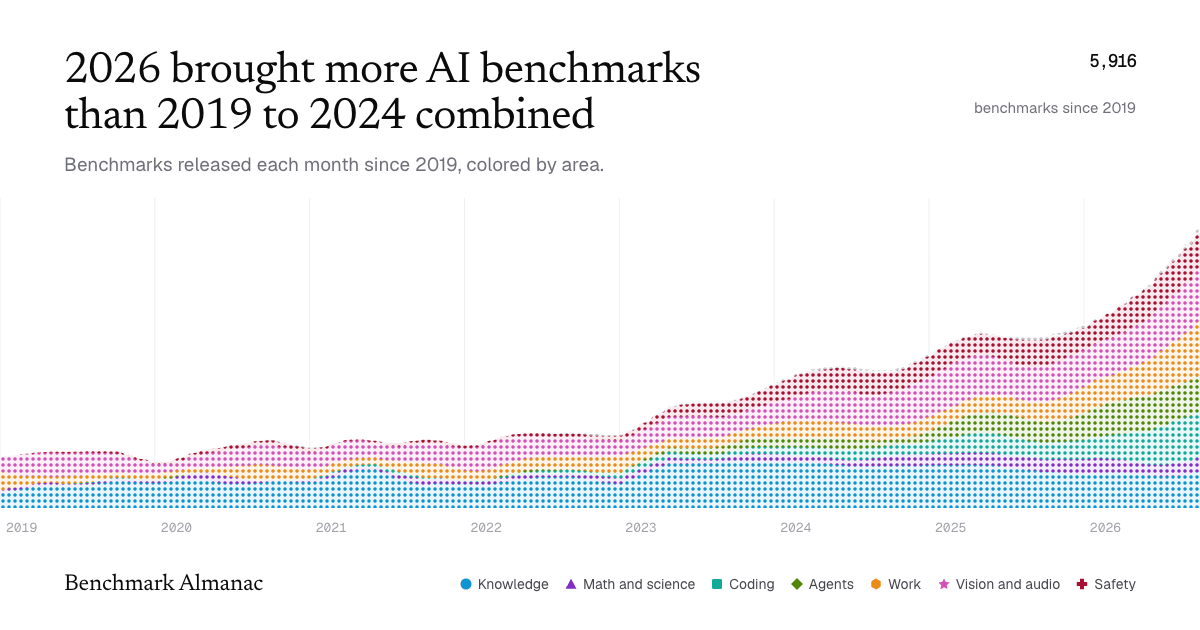 2026 brought more AI benchmarks
than 2019 to 2024 combined
Benchmarks released each month since 2019, colored by area.
5,916
benchmarks since 2019
2019 2020 2021 2022 2023 2024 2025 2026
Benchmark Almanac
Knowledge Math and science Coding Agents Work Vision and audio Safety